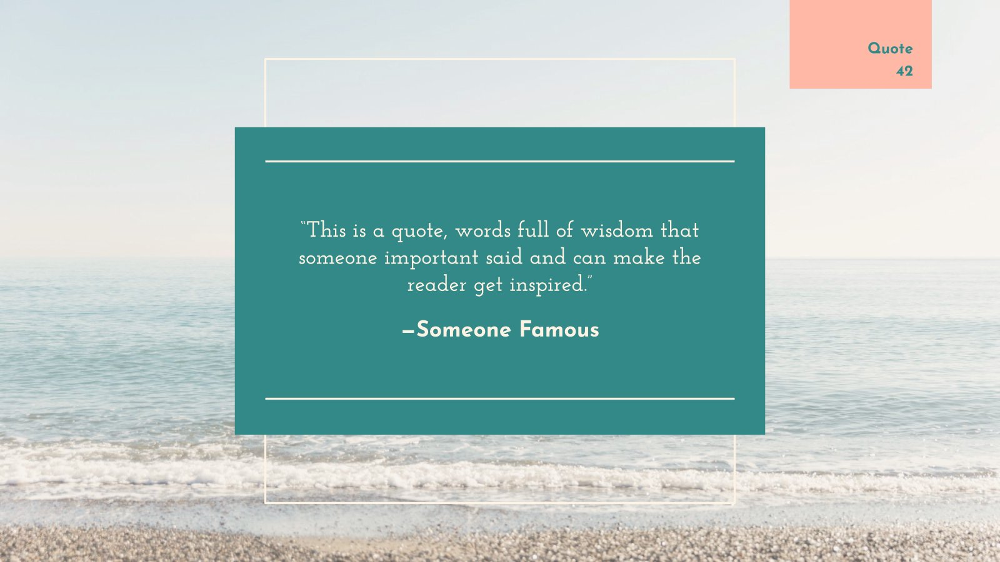 Quote
42
“This is a quote, words full of wisdom that
someone important said and can make the
reader get inspired.”
—Someone Famous